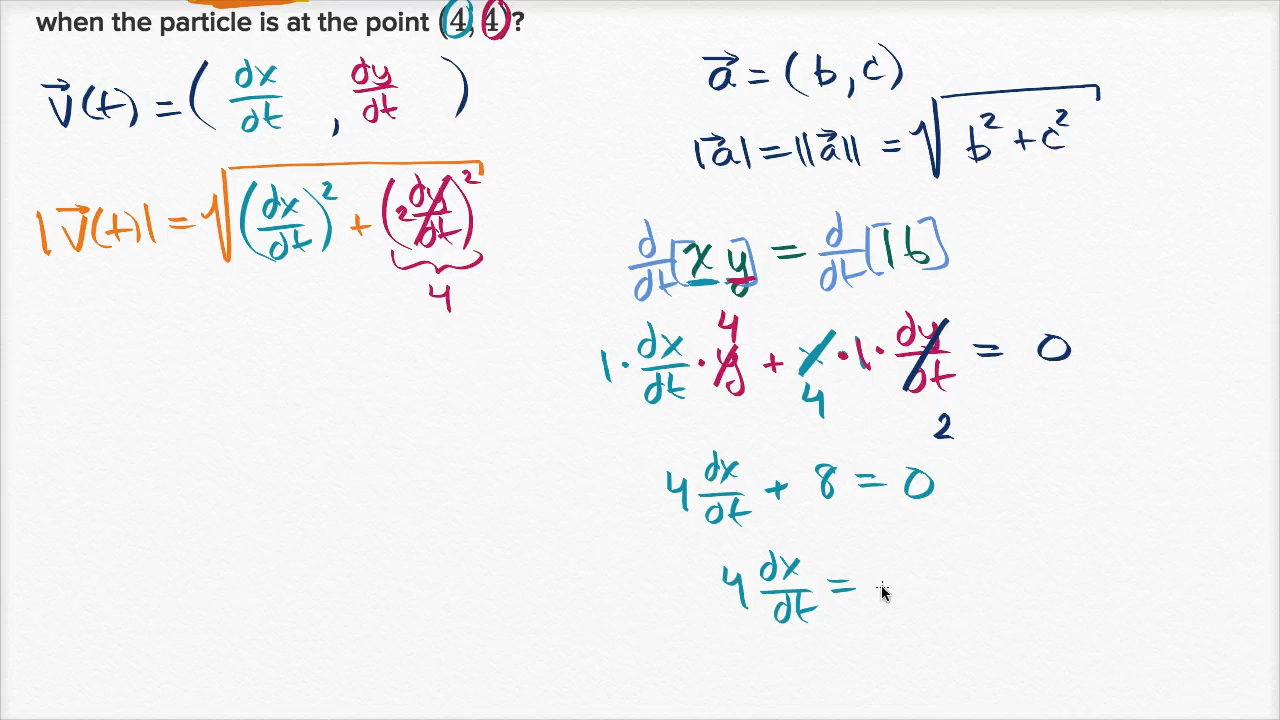 when the particle is at the point (4, 4)?
v⃗(t) = (dx/dt, dy/dt)
|v⃗(t)| = √((dx/dt)² + (dy/dt)²)
2
4
a⃗ = (b, c)
|a⃗| = ||a⃗|| = √(b² + c²)
d/dt[xy] = d/dt[16]
4
1 · dx/dt · y + x · 1 · dy/dt = 0
4 2
4 dx/dt + 8 = 0
4 dx/dt = -